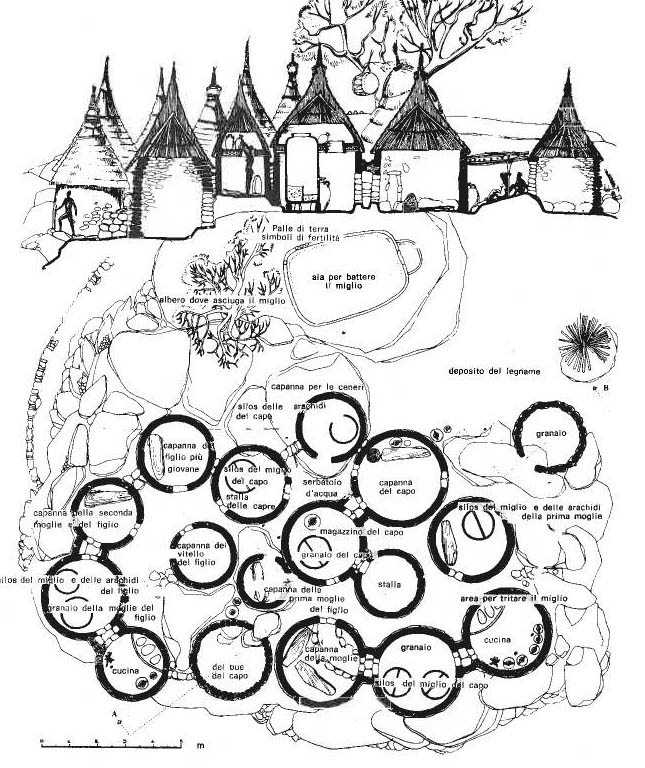 Palle di terra
simboli di fertilità
aia per battere
il miglio
albero dove asciuga il miglio
deposito del legname
B
capanna per le ceneri
silos delle arachidi
del capo
granaio
capanna del
figlio più
giovane
silos del miglio
del capo
stalla
delle capre
serbatoio
d'acqua
capanna
del capo
capanna della seconda
moglie e del figlio
silos del miglio e delle arachidi
della prima moglie
magazzino del capo
granaio del capo
capanna del
vitello
del figlio
stalla
silos del miglio e delle arachidi
del figlio
capanna della
prima moglie
del figlio
area per tritare il miglio
granaio della moglie del
figlio
cucina
granaio
capanna
della moglie
cucina
del bue
del capo
silos del miglio del capo
A
m